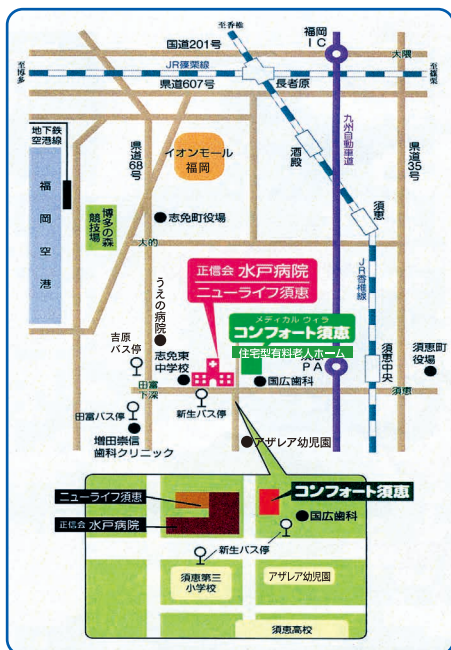 至香椎
国道201号
福岡
IC
大隈
JR篠栗線
至博多
至篠栗
県道607号
長者原
地下鉄
空港線
県道68号
イオンモール
福岡
酒殿
九州自動車道
県道35号
福岡空港
博多の森
競技場
志免町役場
須恵
大的
JR香椎線
正信会 水戸病院
ニューライフ須恵
うえの病院
メディカル ヴィラ
コンフォート須恵
住宅型有料老人ホーム
吉原
バス停
志免東
中学校
PA
須恵中央
須恵町
役場
国広歯科
田富
下深
須恵
新生バス停
田富バス停
増田崇信
歯科クリニック
アザレア幼児園
ニューライフ須恵
コンフォート須恵
正信会 水戸病院
国広歯科
新生バス停
須恵第三
小学校
アザレア幼児園
須恵高校